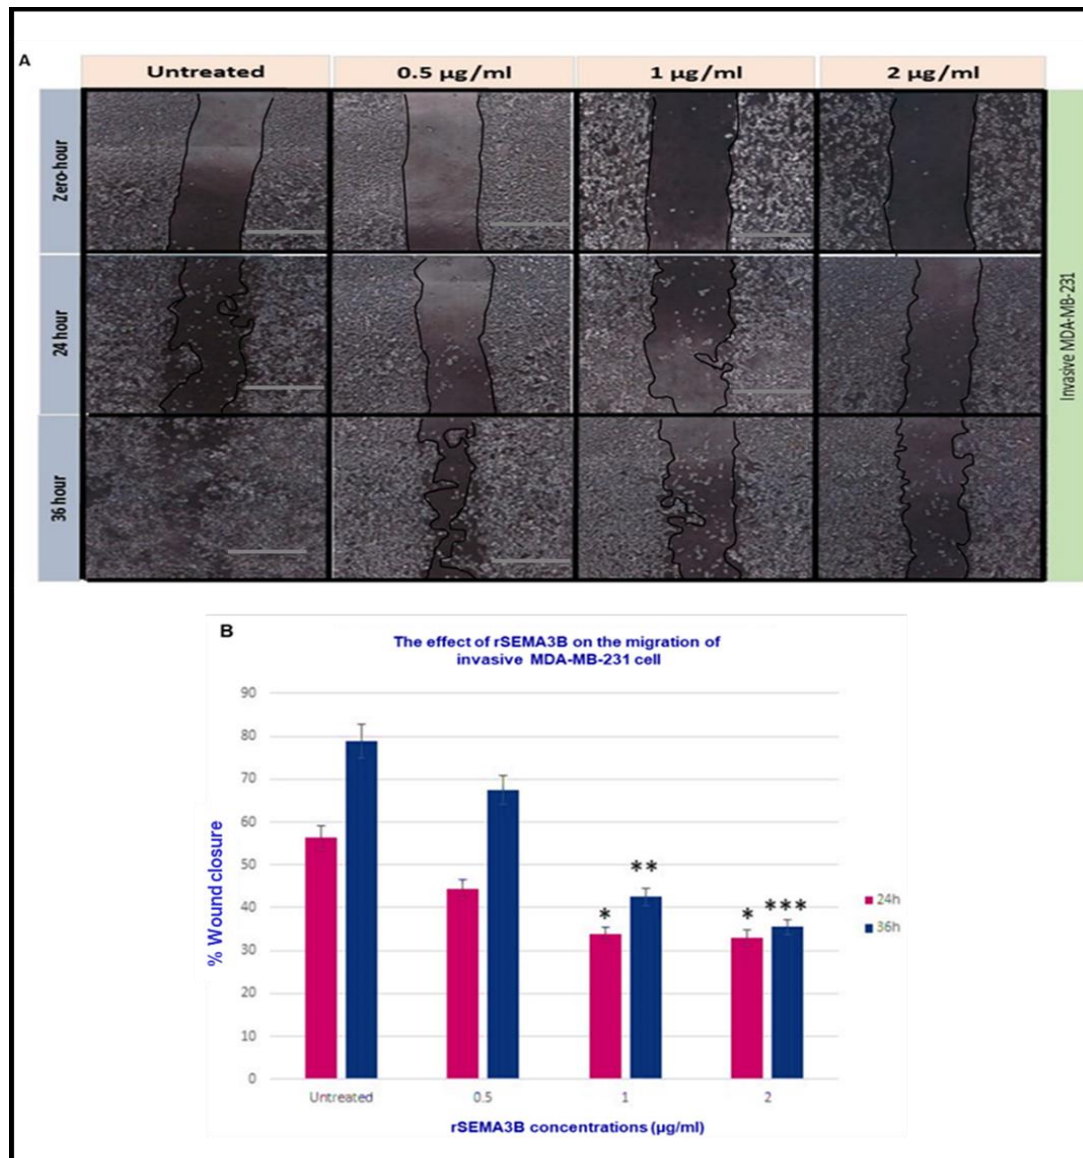 A
Untreated
0.5 µg/ml
1 µg/ml
2 µg/ml
Zero-hour
24 hour
36 hour
Invasive MDA-MB-231
B
The effect of rSEMA3B on the migration of
invasive MDA-MB-231 cell
% Wound closure
90
80
70
60
50
40
30
20
10
0
*
**
*
***
24h
36h
Untreated
0.5
1
2
rSEMA3B concentrations (µg/ml)